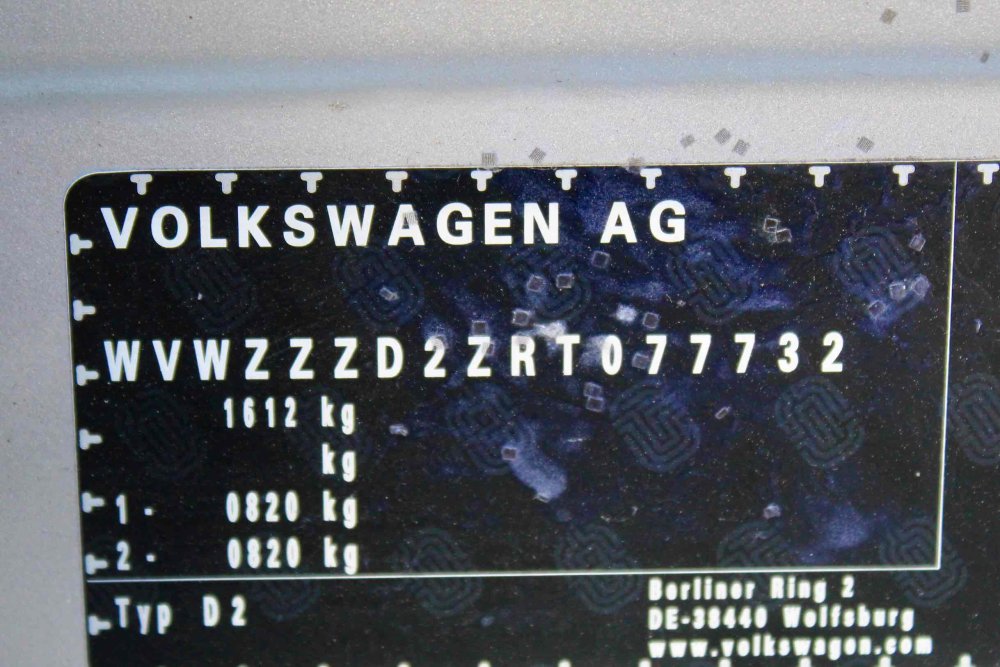 VOLKSWAGEN AG
WVWZZZD2ZRT077732
1612 kg
kg
1- 0820 kg
2- 0820 kg
Typ D2
Berliner Ring 2
DE-38440 Wolfsburg
www.volkswagen.com